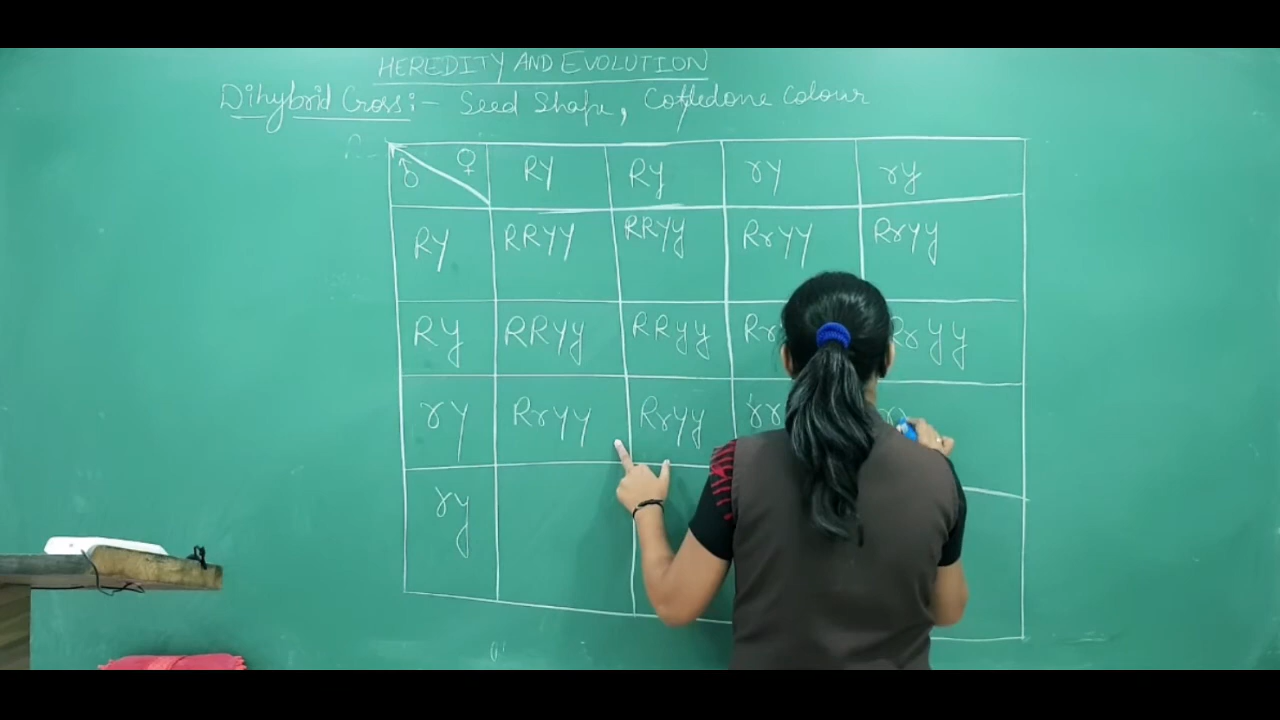 HEREDITY AND EVOLUTION
Dihybrid Cross:- Seed Shape, Cotyledone Colour
♂ ♀ RY Ry rY ry
RY RRYY RRYy RrYY RrYy
Ry RRYy RRyy RrYy
rY RrYY RrYy
ry